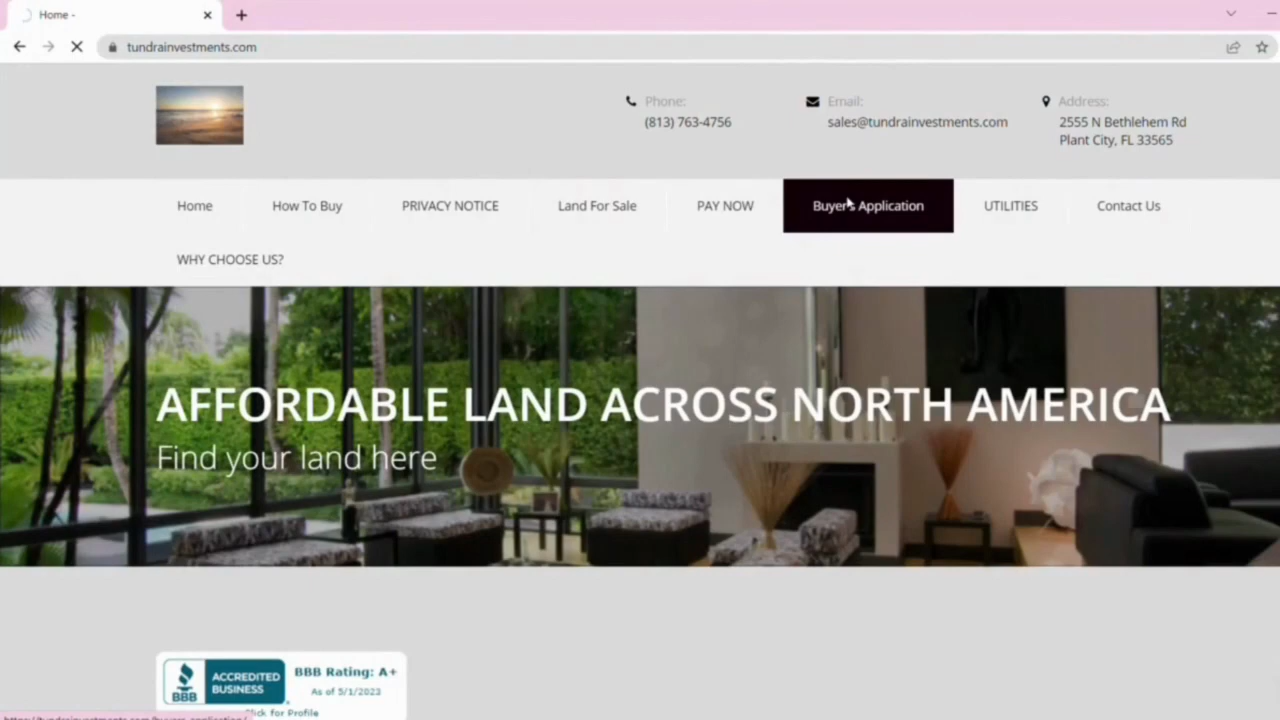 Home -
tundrainvestments.com
Phone:
(813) 763-4756
Email:
sales@tundrainvestments.com
Address:
2555 N Bethlehem Rd
Plant City, FL 33565
Home
How To Buy
PRIVACY NOTICE
Land For Sale
PAY NOW
Buyer's Application
UTILITIES
Contact Us
WHY CHOOSE US?
AFFORDABLE LAND ACROSS NORTH AMERICA
Find your land here
BBB
ACCREDITED
BUSINESS
BBB Rating: A+
As of 5/1/2023
Click for Profile